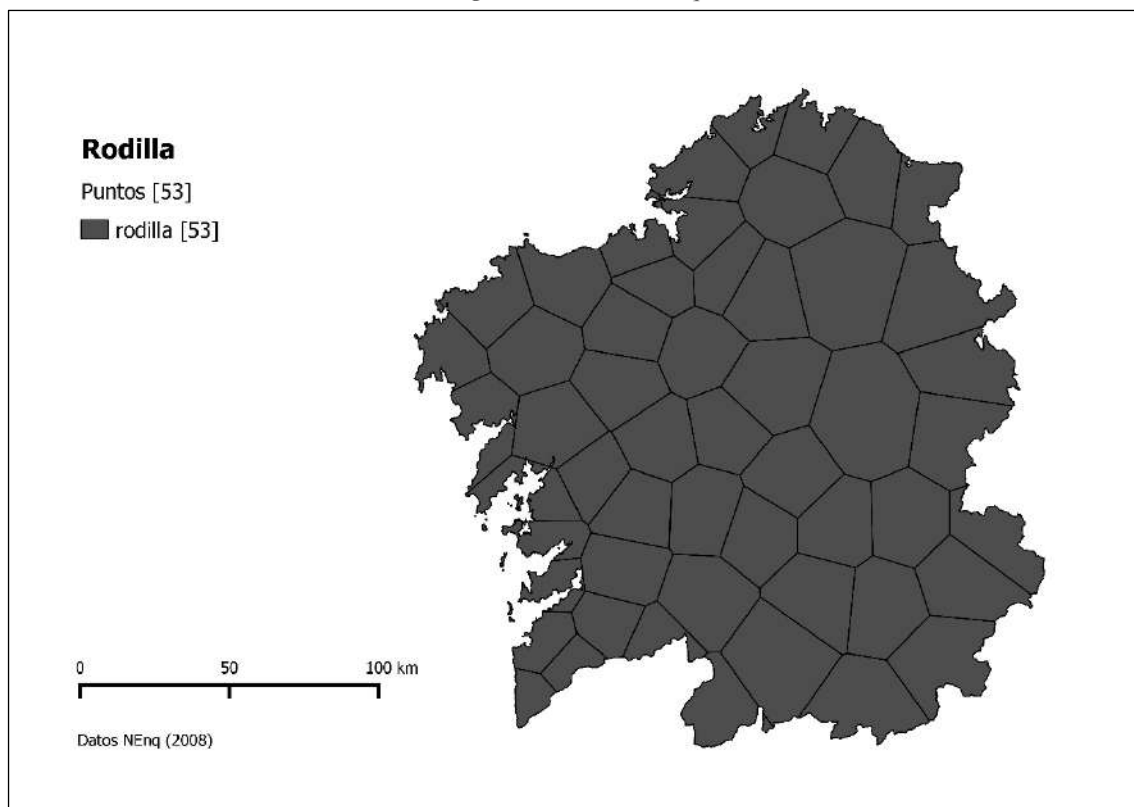 Rodilla
Puntos [53]
rodilla [53]
0 50 100 km
Datos NEnq (2008)